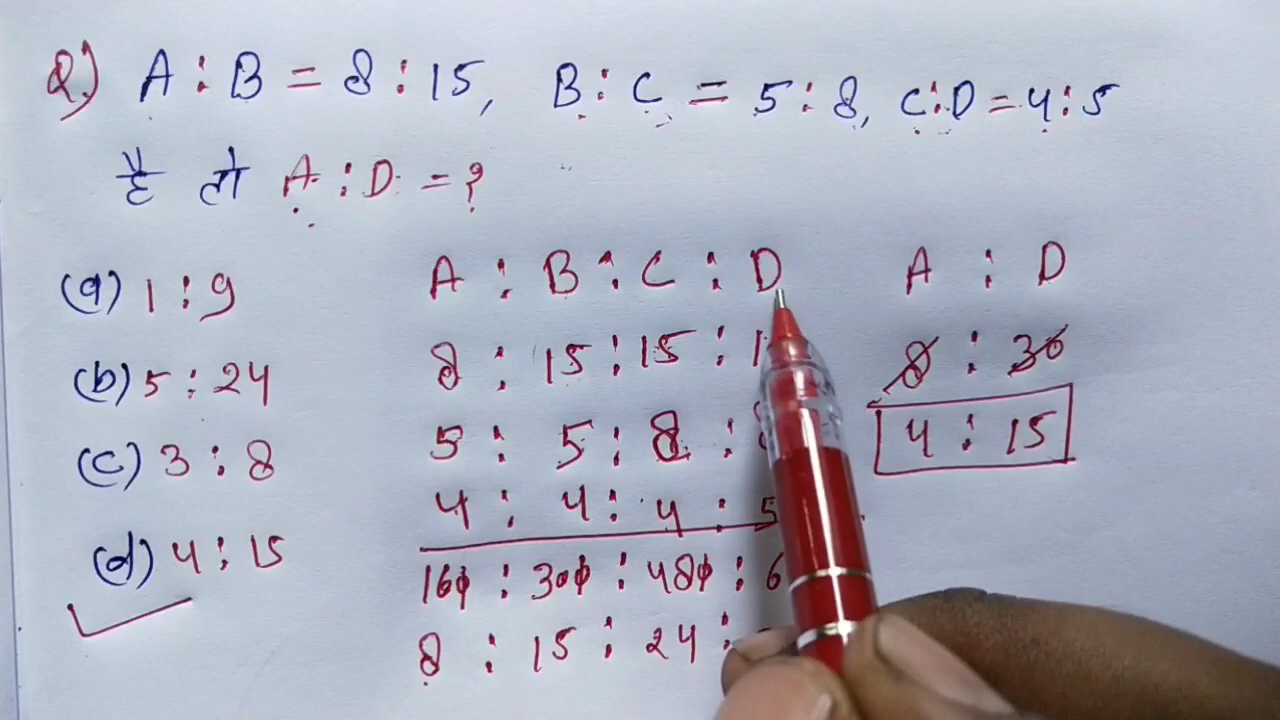 Q.) A : B = 8 : 15, B : C = 5 : 8, C:D = 4 : 5
है तो A : D = ?
(a) 1 : 9
(b) 5 : 24
(c) 3 : 8
(d) 4 : 15
A : B : C : D
8 : 15 : 15 :
5 : 5 : 8 :
4 : 4 : 4 : 5
160 : 300 : 480 : 6
8 : 15 : 24 :
A : D
8 : 30
4 : 15